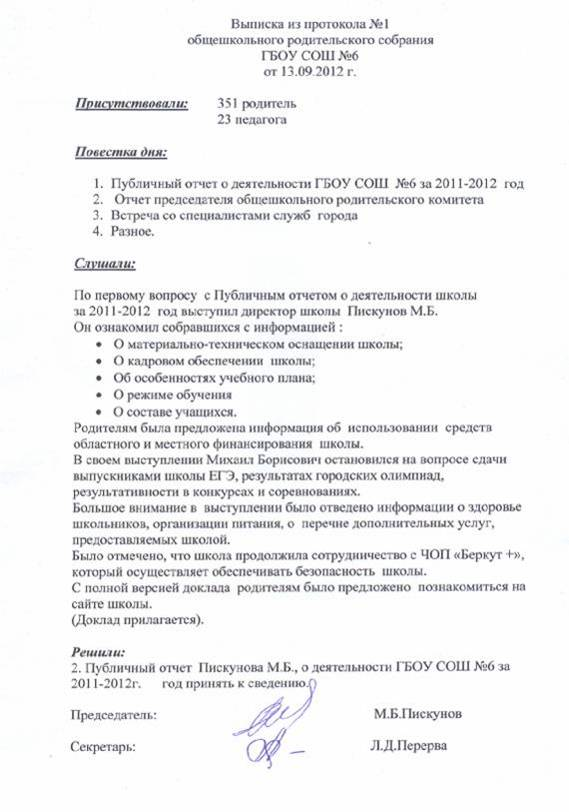 Выписка из протокола №1
общешкольного родительского собрания
ГБОУ СОШ №6
от 13.09.2012 г.
Присутствовали: 351 родитель
23 педагога
Повестка дня:
1. Публичный отчет о деятельности ГБОУ СОШ №6 за 2011-2012 год
2. Отчет председателя общешкольного родительского комитета
3. Встреча со специалистами служб города
4. Разное.
Слушали:
По первому вопросу с Публичным отчетом о деятельности школы
за 2011-2012 год выступил директор школы Пискунов М.Б.
Он ознакомил собравшихся с информацией :
• О материально-техническом оснащении школы;
• О кадровом обеспечении школы;
• Об особенностях учебного плана;
• О режиме обучения
• О составе учащихся.
Родителям была предложена информация об использовании средств
областного и местного финансирования школы.
В своем выступлении Михаил Борисович остановился на вопросе сдачи
выпускниками школы ЕГЭ, результатах городских олимпиад,
результативности в конкурсах и соревнованиях.
Большое внимание в выступлении было отведено информации о здоровье
школьников, организации питания, о перечне дополнительных услуг,
предоставляемых школой.
Было отмечено, что школа продолжила сотрудничество с ЧОП «Беркут +»,
который осуществляет обеспечивать безопасность школы.
С полной версией доклада родителям было предложено познакомиться на
сайте школы.
(Доклад прилагается).
Решили:
2. Публичный отчет Пискунова М.Б., о деятельности ГБОУ СОШ №6 за
2011-2012г. год принять к сведению.
Председатель: М.Б.Пискунов
Секретарь: Л.Д.Перерва